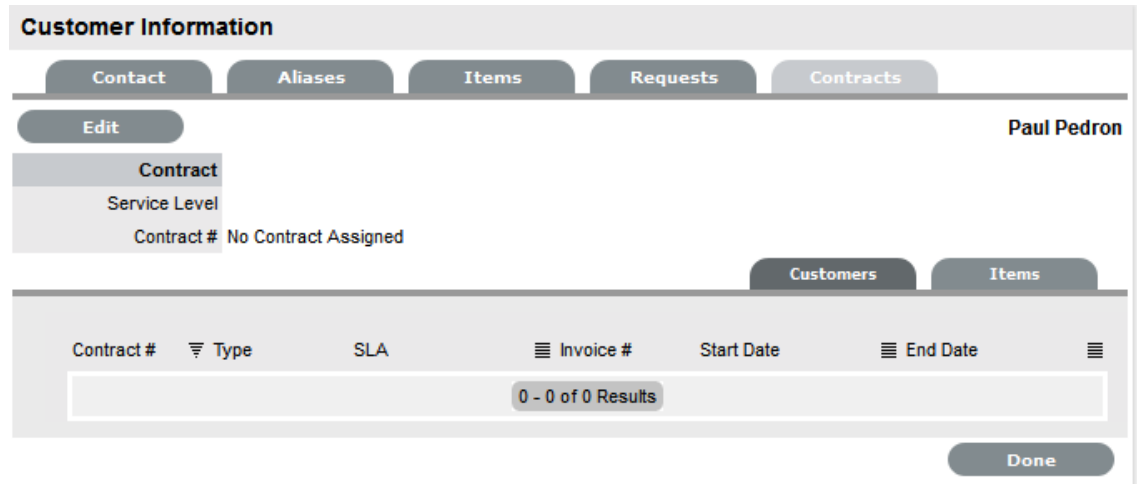 Customer Information
Contact Aliases Items Requests Contracts
Edit Paul Pedron
Contract
Service Level
Contract # No Contract Assigned
Customers Items
Contract # Type SLA Invoice # Start Date End Date
0 - 0 of 0 Results
Done